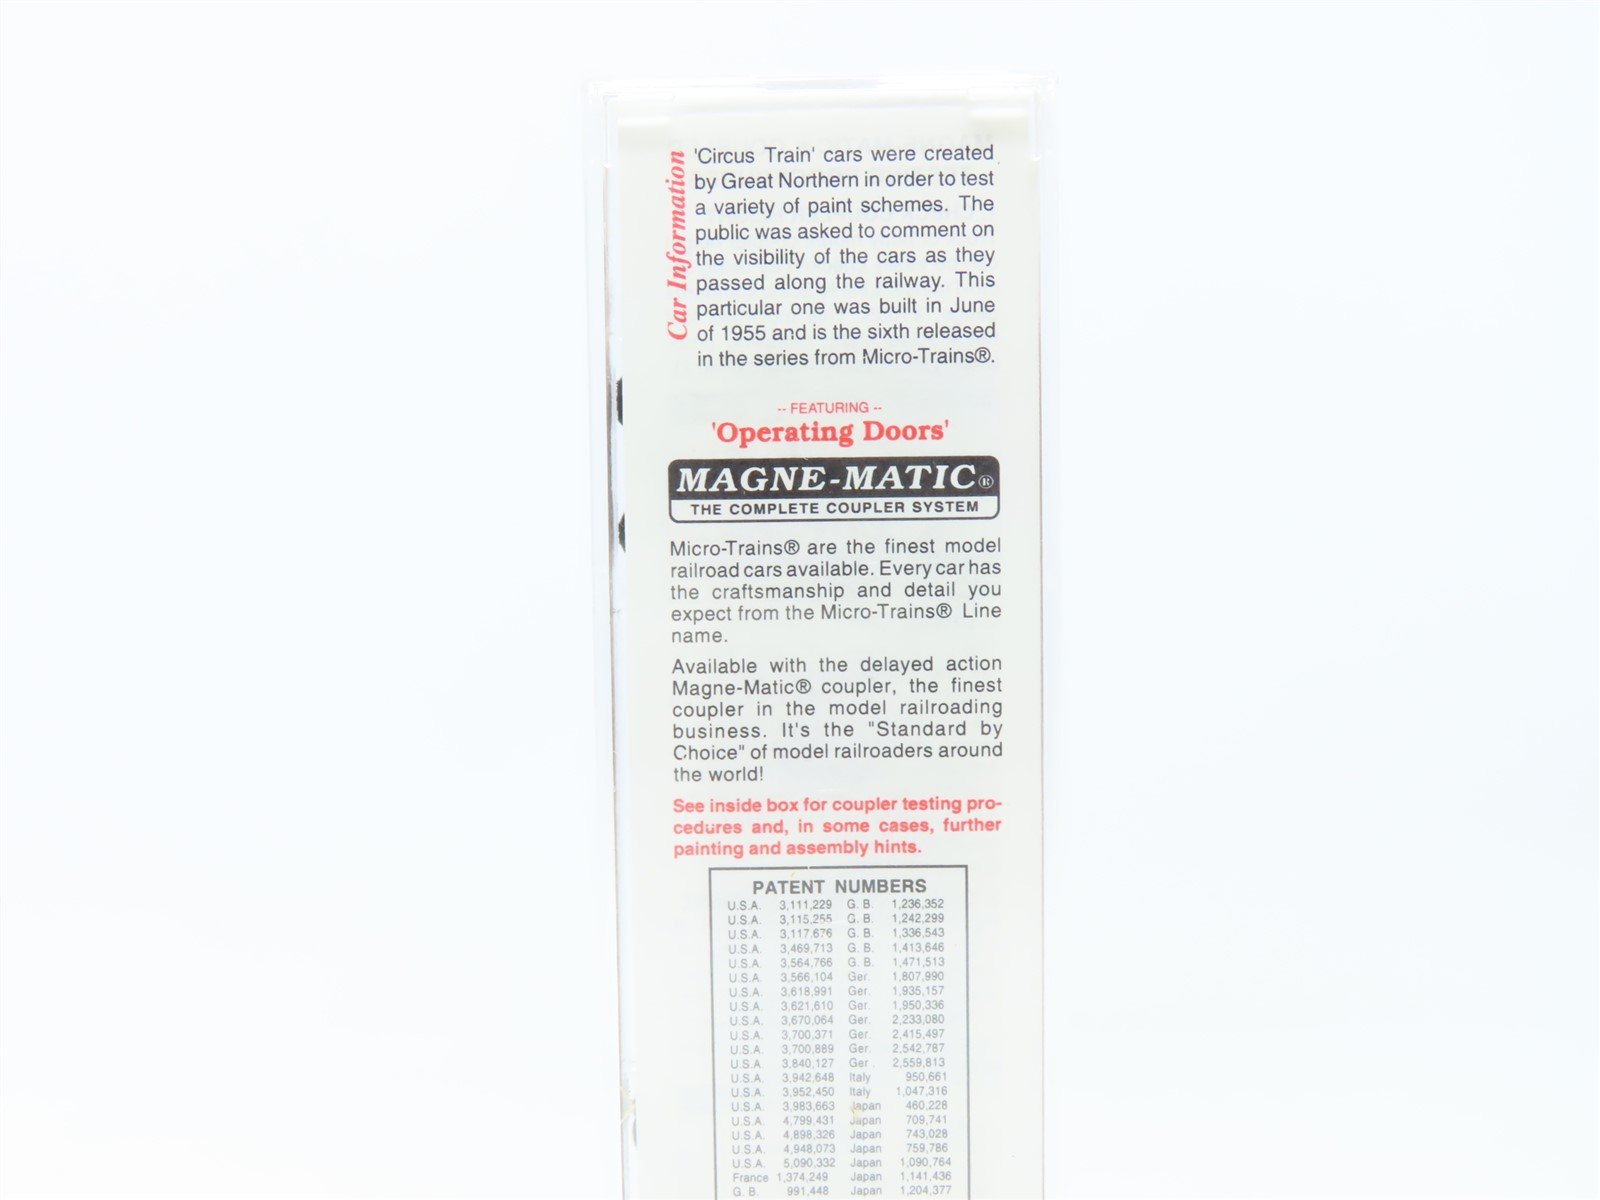 Car Information
'Circus Train' cars were created
by Great Northern in order to test
a variety of paint schemes. The
public was asked to comment on
the visibility of the cars as they
passed along the railway. This
particular one was built in June
of 1955 and is the sixth released
in the series from Micro-Trains®.
-- FEATURING --
'Operating Doors'
MAGNE-MATIC®
THE COMPLETE COUPLER SYSTEM
Micro-Trains® are the finest model
railroad cars available. Every car has
the craftsmanship and detail you
expect from the Micro-Trains® Line
name.
Available with the delayed action
Magne-Matic® coupler, the finest
coupler in the model railroading
business. It's the "Standard by
Choice" of model railroaders around
the world!
See inside box for coupler testing pro-
cedures and, in some cases, further
painting and assembly hints.
PATENT NUMBERS
U.S.A. 3,111,229 G. B. 1,236,352
U.S.A. 3,115,255 G. B. 1,242,299
U.S.A. 3,117,676 G. B. 1,336,543
U.S.A. 3,469,713 G. B. 1,413,646
U.S.A. 3,564,766 G. B. 1,471,513
U.S.A. 3,566,104 Ger. 1,807,990
U.S.A. 3,618,991 Ger. 1,935,157
U.S.A. 3,621,610 Ger. 1,950,336
U.S.A. 3,670,064 Ger. 2,233,080
U.S.A. 3,700,371 Ger. 2,415,497
U.S.A. 3,700,889 Ger. 2,542,787
U.S.A. 3,840,127 Ger. 2,559,813
U.S.A. 3,942,648 Italy 950,661
U.S.A. 3,952,450 Italy 1,047,316
U.S.A. 3,983,663 Japan 460,228
U.S.A. 4,799,431 Japan 709,741
U.S.A. 4,898,326 Japan 743,028
U.S.A. 4,948,073 Japan 759,786
U.S.A. 5,090,332 Japan 1,090,764
France 1,374,249 Japan 1,141,436
G. B. 991,448 Japan 1,204,377